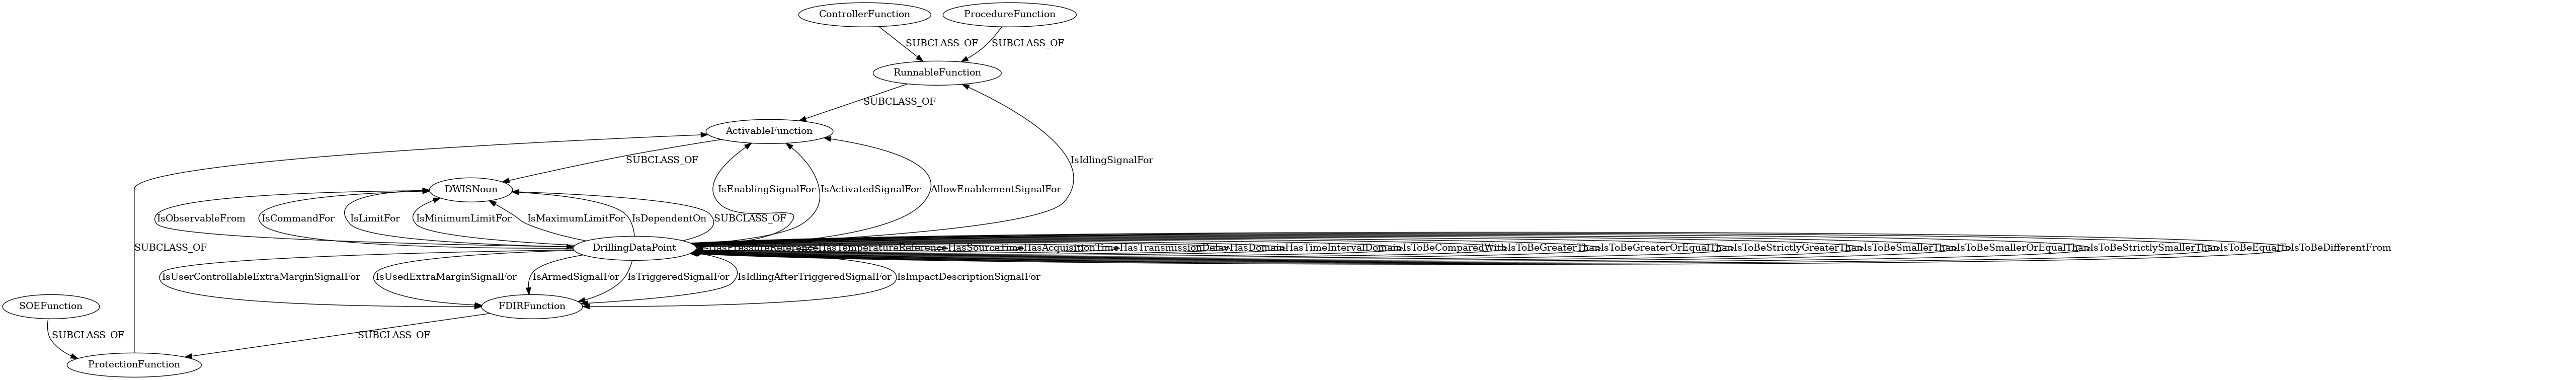 ControllerFunction
ProcedureFunction
SUBCLASS_OF
SUBCLASS_OF
RunnableFunction
SUBCLASS_OF
ActivableFunction
SUBCLASS_OF
IsIdlingSignalFor
DWISNoun
IsEnablingSignalFor
IsActivatedSignalFor
AllowEnablementSignalFor
IsObservableFrom
IsCommandFor
IsLimitFor
IsMinimumLimitFor
IsMaximumLimitFor
IsDependentOn
SUBCLASS_OF
SUBCLASS_OF
DrillingDataPoint
HasPressureReference
HasTemperatureReference
HasSourceTime
HasAcquisitionTime
HasTransmissionDelay
HasDomain
HasTimeIntervalDomain
IsToBeComparedWith
IsToBeGreaterThan
IsToBeGreaterOrEqualThan
IsToBeStrictlyGreaterThan
IsToBeSmallerThan
IsToBeSmallerOrEqualThan
IsToBeStrictlySmallerThan
IsToBeEqualTo
IsToBeDifferentFrom
IsUserControllableExtraMarginSignalFor
IsUsedExtraMarginSignalFor
IsArmedSignalFor
IsTriggeredSignalFor
IsIdlingAfterTriggeredSignalFor
IsImpactDescriptionSignalFor
SOEFunction
FDIRFunction
SUBCLASS_OF
SUBCLASS_OF
ProtectionFunction